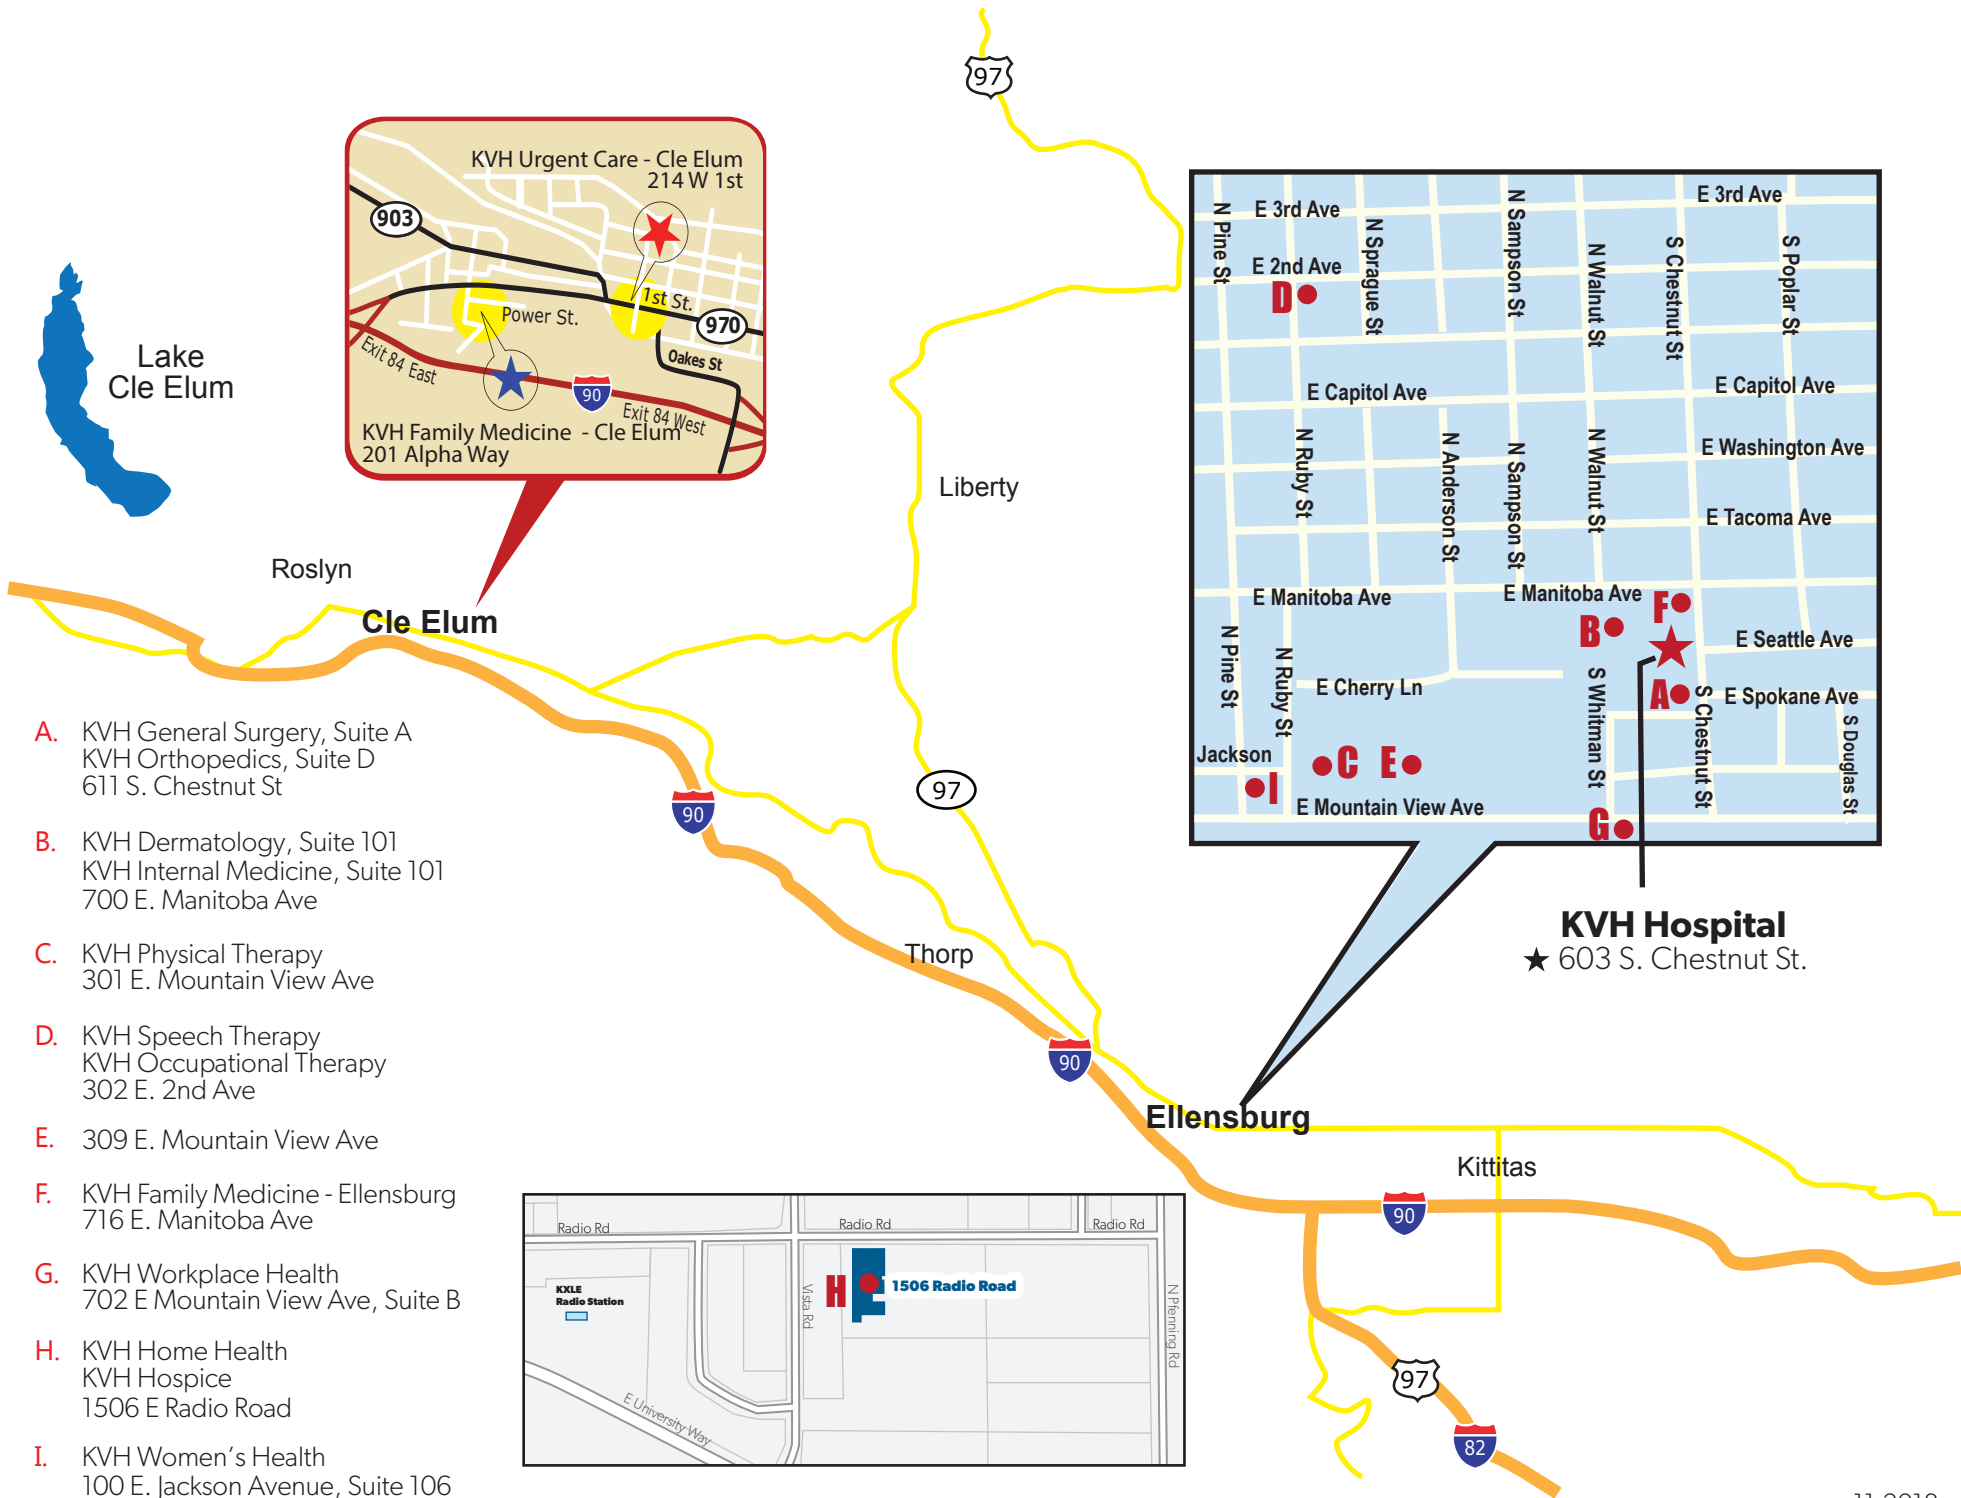 97
KVH Urgent Care - Cle Elum
214 W 1st
903
1st St.
Power St.
970
Oakes St
Exit 84 East
90
Exit 84 West
KVH Family Medicine - Cle Elum
201 Alpha Way
Lake
Cle Elum
Roslyn
Cle Elum
Liberty
97
90
Thorp
90
Ellensburg
Kittitas
90
97
82
E 3rd Ave
E 3rd Ave
N Pine St
N Sprague St
N Sampson St
N Walnut St
S Chestnut St
S Poplar St
E 2nd Ave
D
E Capitol Ave
E Capitol Ave
N Ruby St
N Anderson St
N Sampson St
N Walnut St
E Washington Ave
E Tacoma Ave
E Manitoba Ave
E Manitoba Ave
F
B
E Seattle Ave
N Pine St
N Ruby St
E Cherry Ln
S Whitman St
A
S Chestnut St
E Spokane Ave
S Douglas St
Jackson
C
E
I
E Mountain View Ave
G
KVH Hospital
603 S. Chestnut St.
A. KVH General Surgery, Suite A
KVH Orthopedics, Suite D
611 S. Chestnut St
B. KVH Dermatology, Suite 101
KVH Internal Medicine, Suite 101
700 E. Manitoba Ave
C. KVH Physical Therapy
301 E. Mountain View Ave
D. KVH Speech Therapy
KVH Occupational Therapy
302 E. 2nd Ave
E. 309 E. Mountain View Ave
F. KVH Family Medicine - Ellensburg
716 E. Manitoba Ave
G. KVH Workplace Health
702 E Mountain View Ave, Suite B
H. KVH Home Health
KVH Hospice
1506 E Radio Road
I. KVH Women's Health
100 E. Jackson Avenue, Suite 106
Radio Rd
Radio Rd
Radio Rd
KXLE
Radio Station
Vista Rd
H
1506 Radio Road
N Pfenning Rd
E University Way